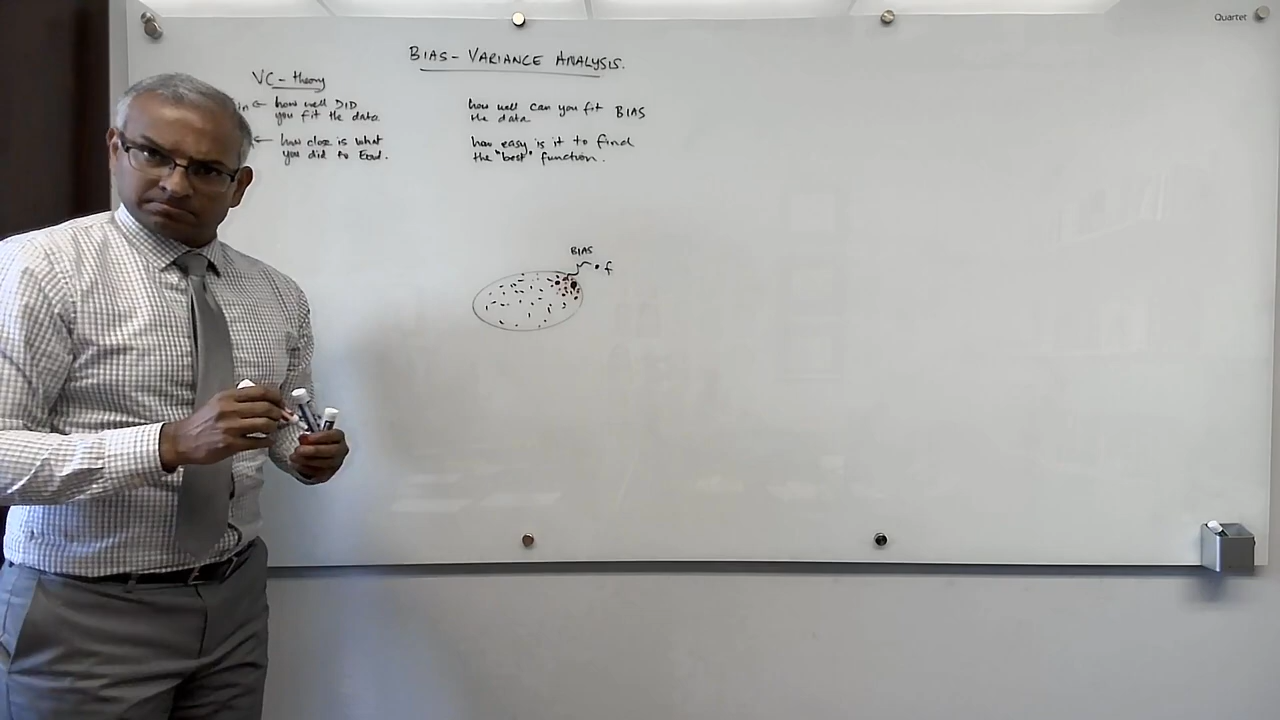 Quartet
BIAS - VARIANCE ANALYSIS.
VC - theory
in ← how well DID
you fit the data
← how close is what
you did to Eout.
how well can you fit BIAS
the data
how easy is it to find
the "best" function.
BIAS
f